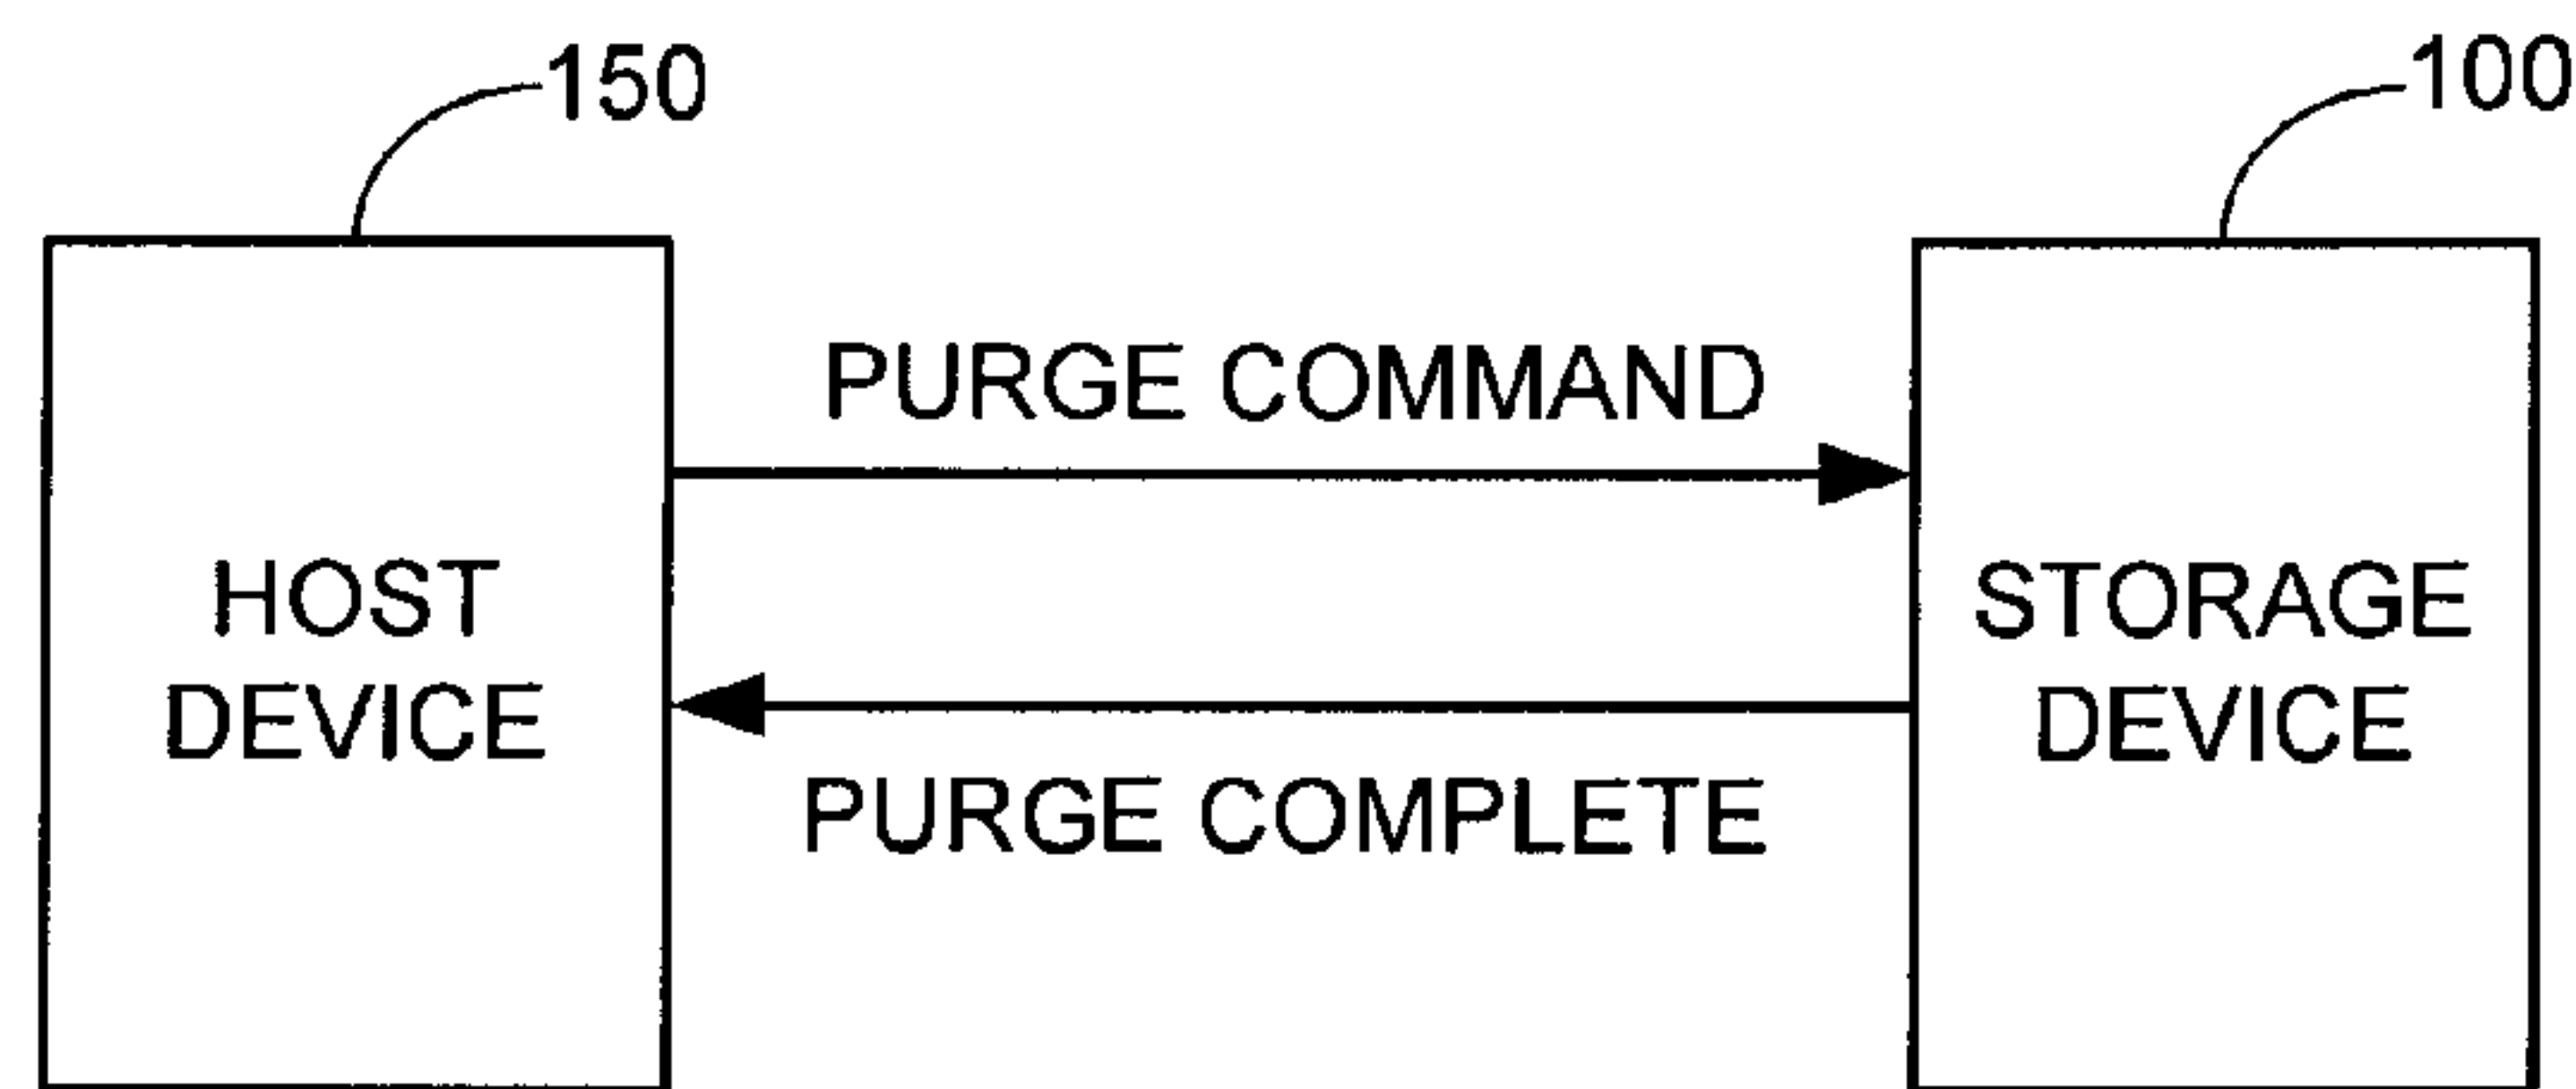 150
100
PURGE COMMAND
HOST
DEVICE
STORAGE
DEVICE
PURGE COMPLETE